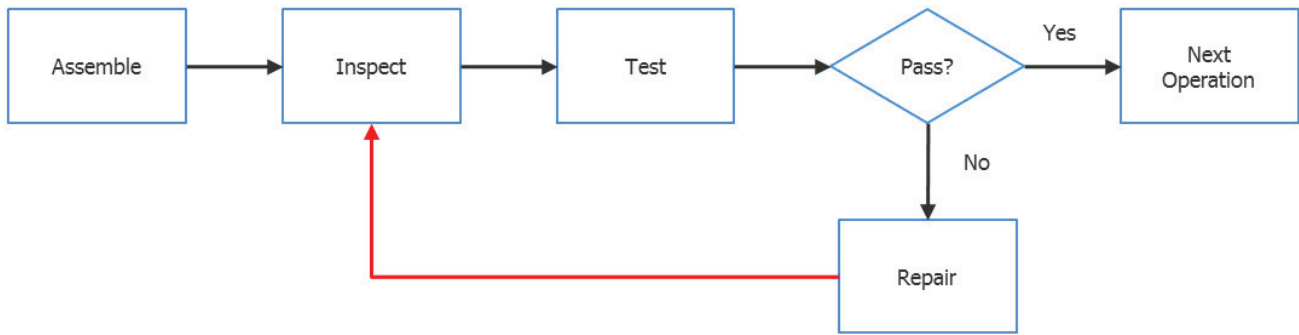 Assemble
Inspect
Test
Pass?
Yes
Next
Operation
No
Repair